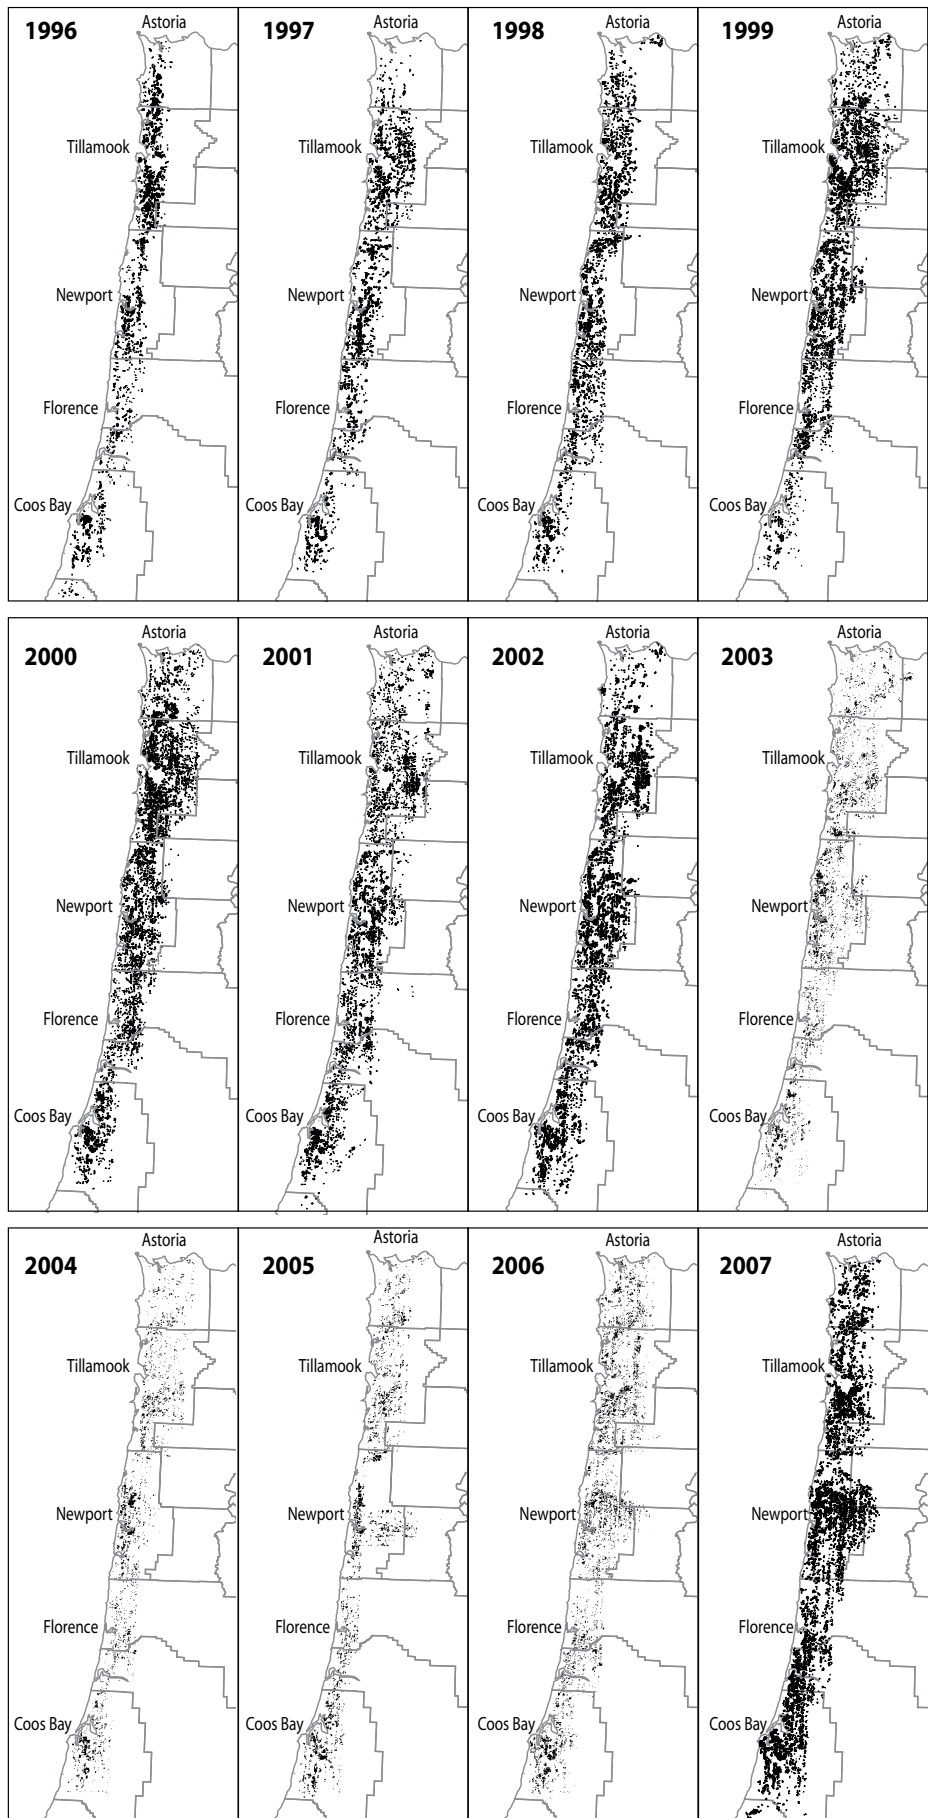 1996
Astoria
Tillamook
Newport
Florence
Coos Bay
1997
Astoria
Tillamook
Newport
Florence
Coos Bay
1998
Astoria
Tillamook
Newport
Florence
Coos Bay
1999
Astoria
Tillamook
Newport
Florence
Coos Bay
2000
Astoria
Tillamook
Newport
Florence
Coos Bay
2001
Astoria
Tillamook
Newport
Florence
Coos Bay
2002
Astoria
Tillamook
Newport
Florence
Coos Bay
2003
Astoria
Tillamook
Newport
Florence
Coos Bay
2004
Astoria
Tillamook
Newport
Florence
Coos Bay
2005
Astoria
Tillamook
Newport
Florence
Coos Bay
2006
Astoria
Tillamook
Newport
Florence
Coos Bay
2007
Astoria
Tillamook
Newport
Florence
Coos Bay